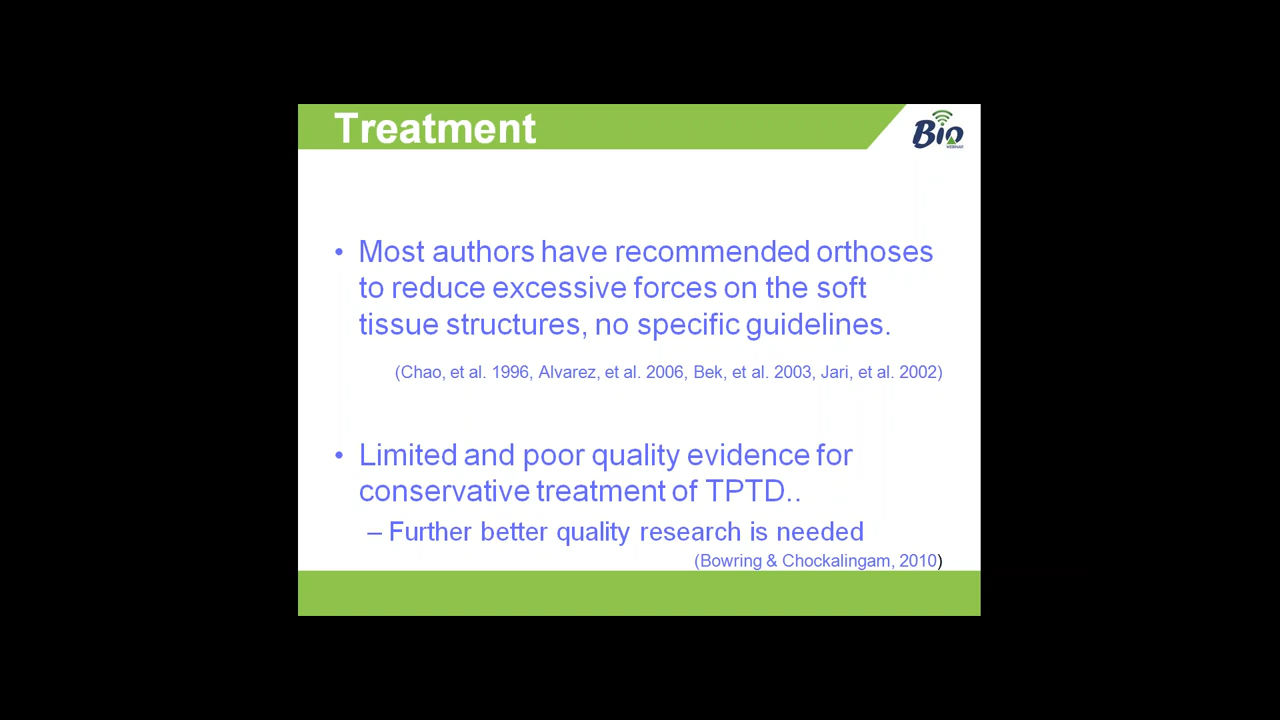 Treatment
Bio
WEBINAR
• Most authors have recommended orthoses
to reduce excessive forces on the soft
tissue structures, no specific guidelines.
(Chao, et al. 1996, Alvarez, et al. 2006, Bek, et al. 2003, Jari, et al. 2002)
• Limited and poor quality evidence for
conservative treatment of TPTD..
– Further better quality research is needed
(Bowring & Chockalingam, 2010)